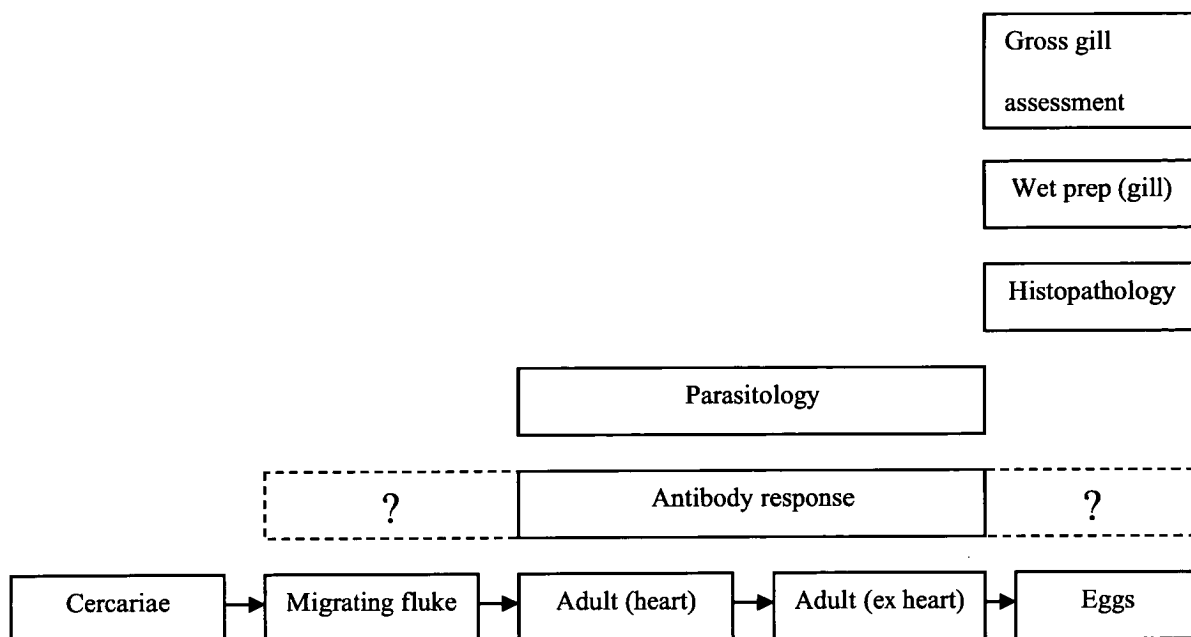 Gross gill
assessment
Wet prep (gill)
Histopathology
Parasitology
? Antibody response ?
Cercariae Migrating fluke Adult (heart) Adult (ex heart) Eggs